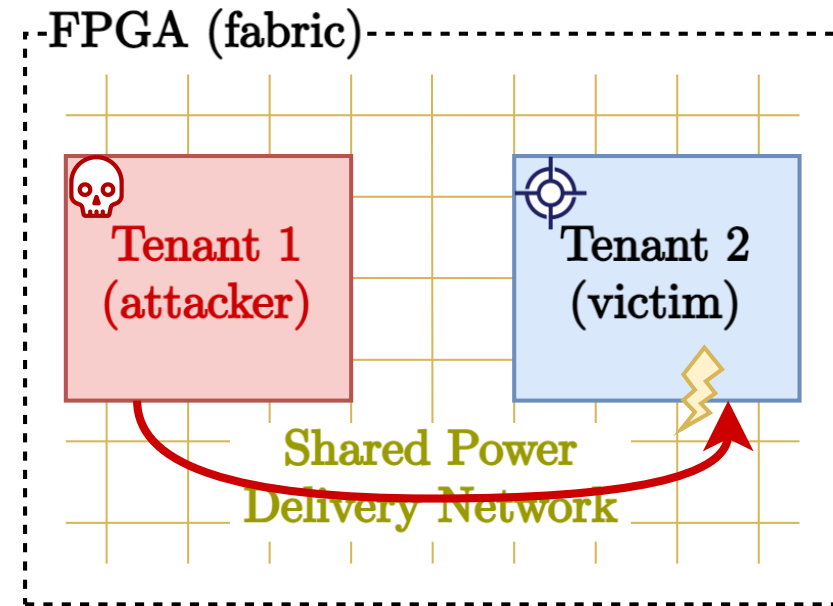 FPGA (fabric)
Tenant 1
(attacker)
Tenant 2
(victim)
Shared Power
Delivery Network